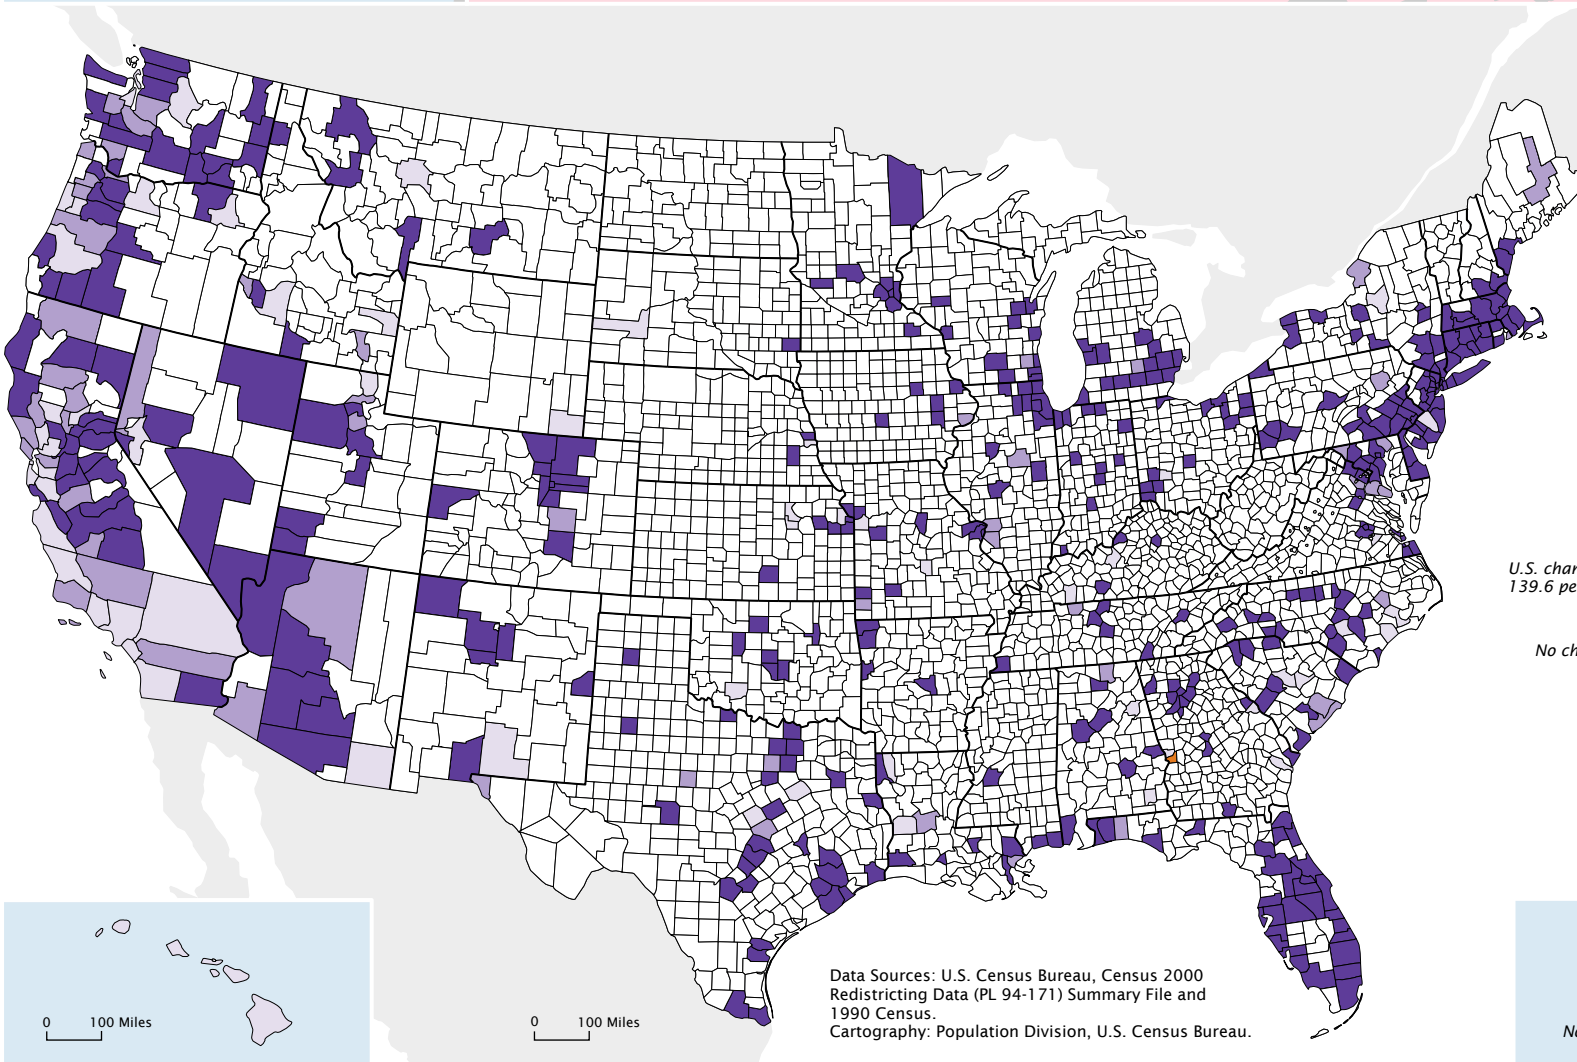 U.S. char
139.6 pe
No ch
Data Sources: U.S. Census Bureau, Census 2000
Redistricting Data (PL 94-171) Summary File and
1990 Census.
Cartography: Population Division, U.S. Census Bureau.
0 100 Miles
0 100 Miles
No